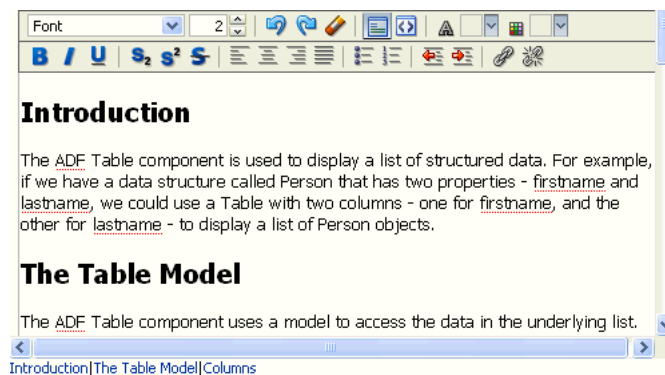 Font 2 A
B I U S₂ S² S
Introduction
The ADF Table component is used to display a list of structured data. For example,
if we have a data structure called Person that has two properties - firstname and
lastname, we could use a Table with two columns - one for firstname, and the
other for lastname - to display a list of Person objects.
The Table Model
The ADF Table component uses a model to access the data in the underlying list.
Introduction|The Table Model|Columns